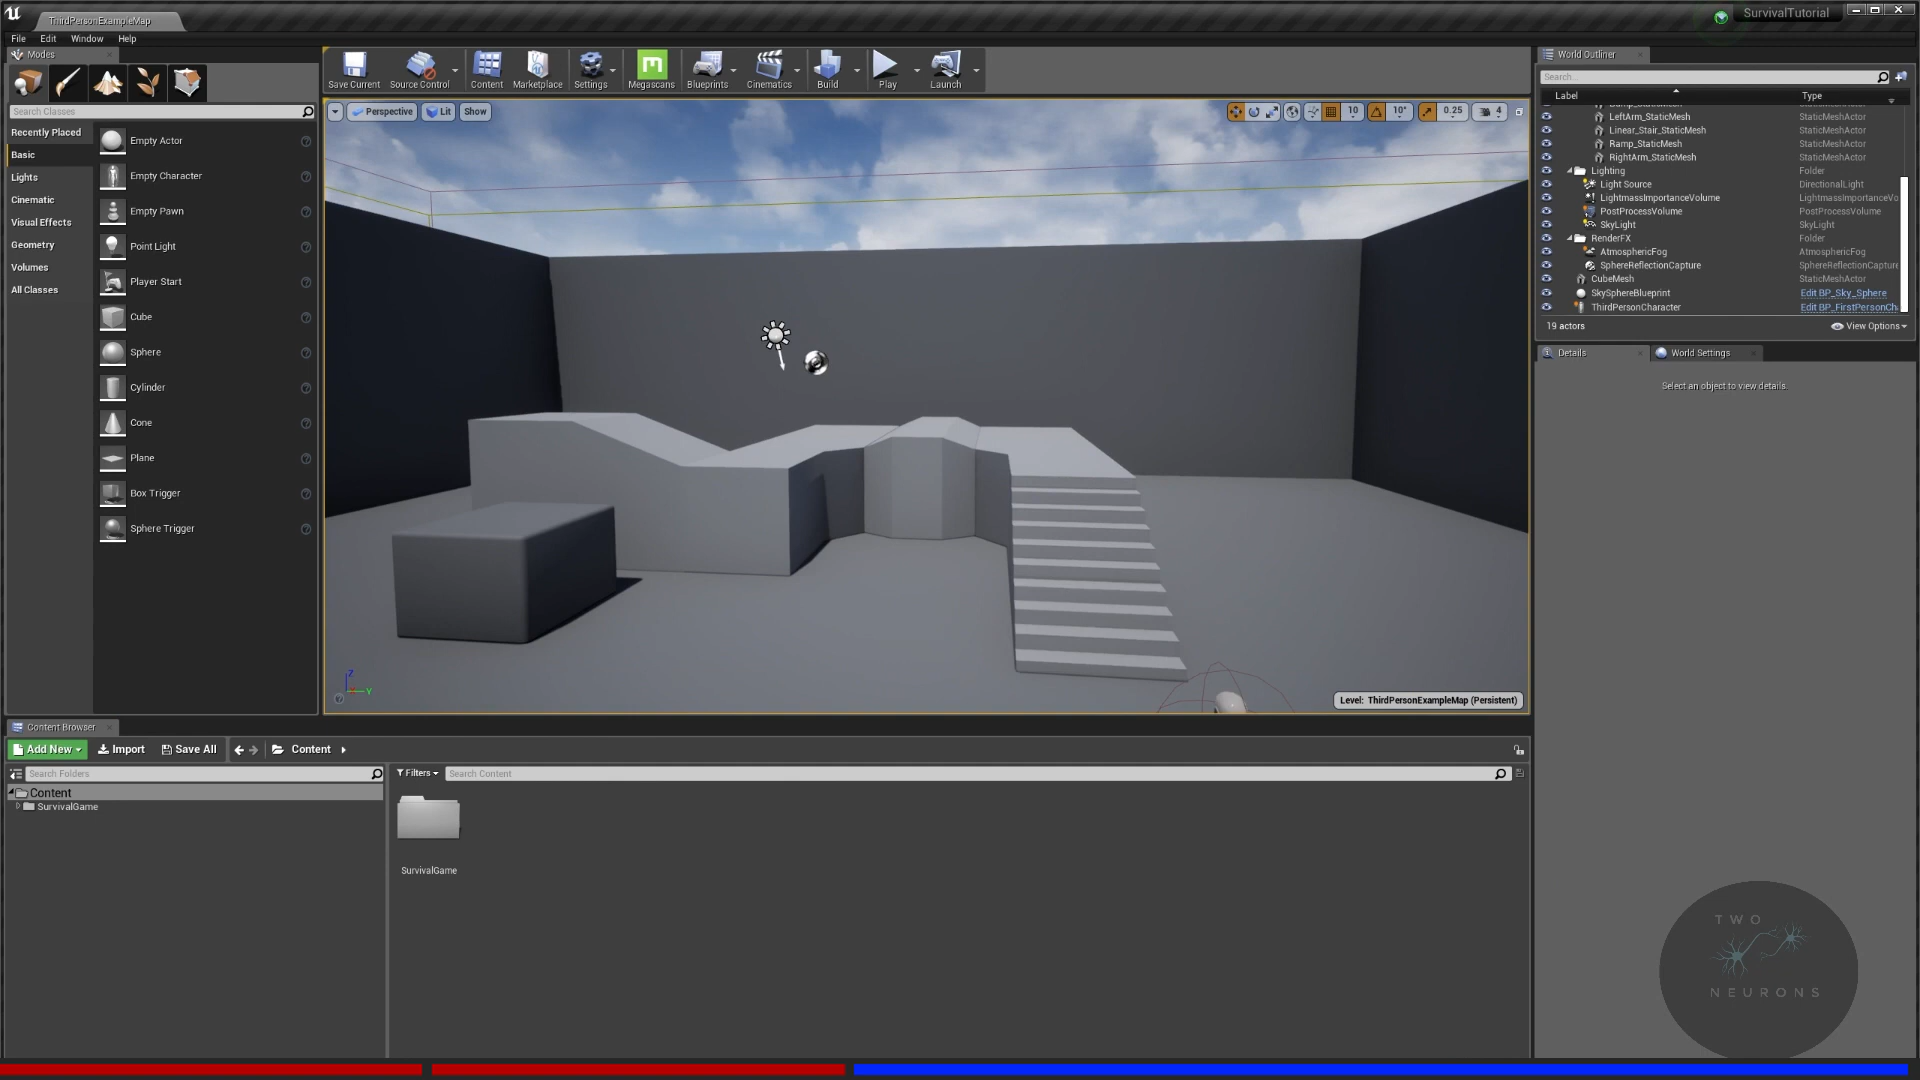 ThirdPersonExampleMap
SurvivalTutorial
File Edit Window Help
Modes
Search Classes
Recently Placed
Basic
Lights
Cinematic
Visual Effects
Geometry
Volumes
All Classes
Empty Actor
Empty Character
Empty Pawn
Point Light
Player Start
Cube
Sphere
Cylinder
Cone
Plane
Box Trigger
Sphere Trigger
Save Current Source Control Content Marketplace Settings Megascans Blueprints Cinematics Build Play Launch
Perspective Lit Show
10 10° 0.25 4
Level: ThirdPersonExampleMap (Persistent)
World Outliner
Search...
Label Type
LeftArm_StaticMesh StaticMeshActor
Linear_Stair_StaticMesh StaticMeshActor
Ramp_StaticMesh StaticMeshActor
RightArm_StaticMesh StaticMeshActor
Lighting Folder
Light Source DirectionalLight
LightmassImportanceVolume LightmassImportanceVo
PostProcessVolume PostProcessVolume
SkyLight SkyLight
RenderFX Folder
AtmosphericFog AtmosphericFog
SphereReflectionCapture SphereReflectionCapture
CubeMesh StaticMeshActor
SkySphereBlueprint Edit BP_Sky_Sphere
ThirdPersonCharacter Edit BP_FirstPersonCh
19 actors View Options
Details World Settings
Select an object to view details.
Content Browser
Add New Import Save All Content
Search Folders
Content
SurvivalGame
Filters Search Content
SurvivalGame
TWO
NEURONS